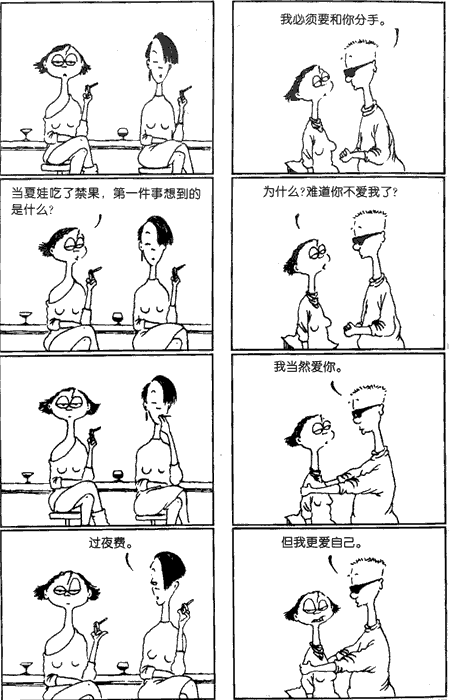 当夏娃吃了禁果，第一件事想到的
是什么？
过夜费。
我必须要和你分手。
为什么？难道你不爱我了？
我当然爱你。
但我更爱自己。